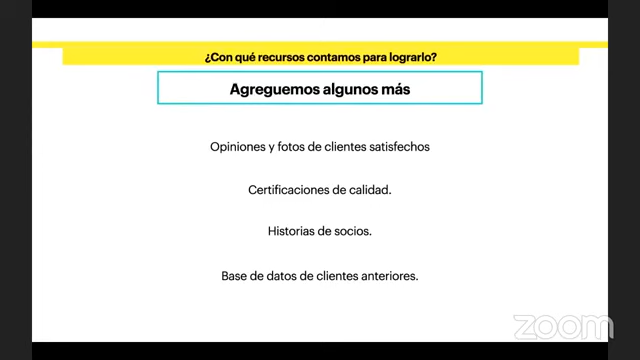 ¿Con qué recursos contamos para lograrlo?
Agreguemos algunos más
Opiniones y fotos de clientes satisfechos
Certificaciones de calidad.
Historias de socios.
Base de datos de clientes anteriores.
zoom